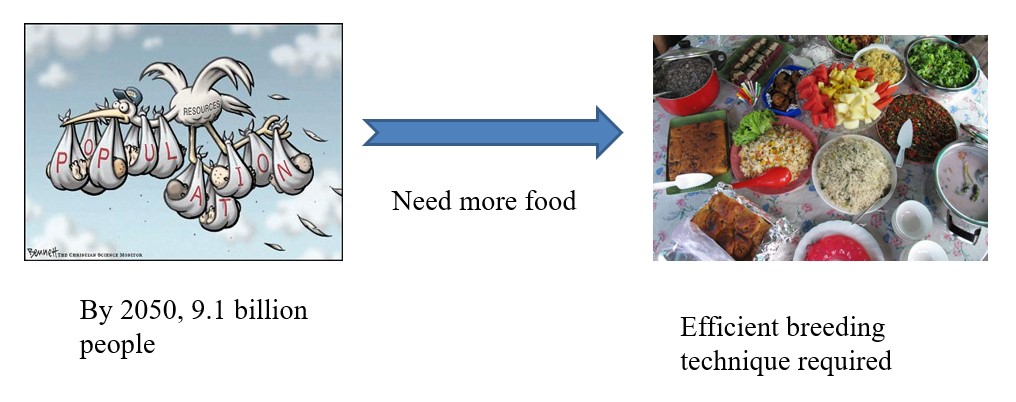 RESOURCES
POPULATION
Bennett THE CHRISTIAN SCIENCE MONITOR
Need more food
By 2050, 9.1 billion
people
Efficient breeding
technique required